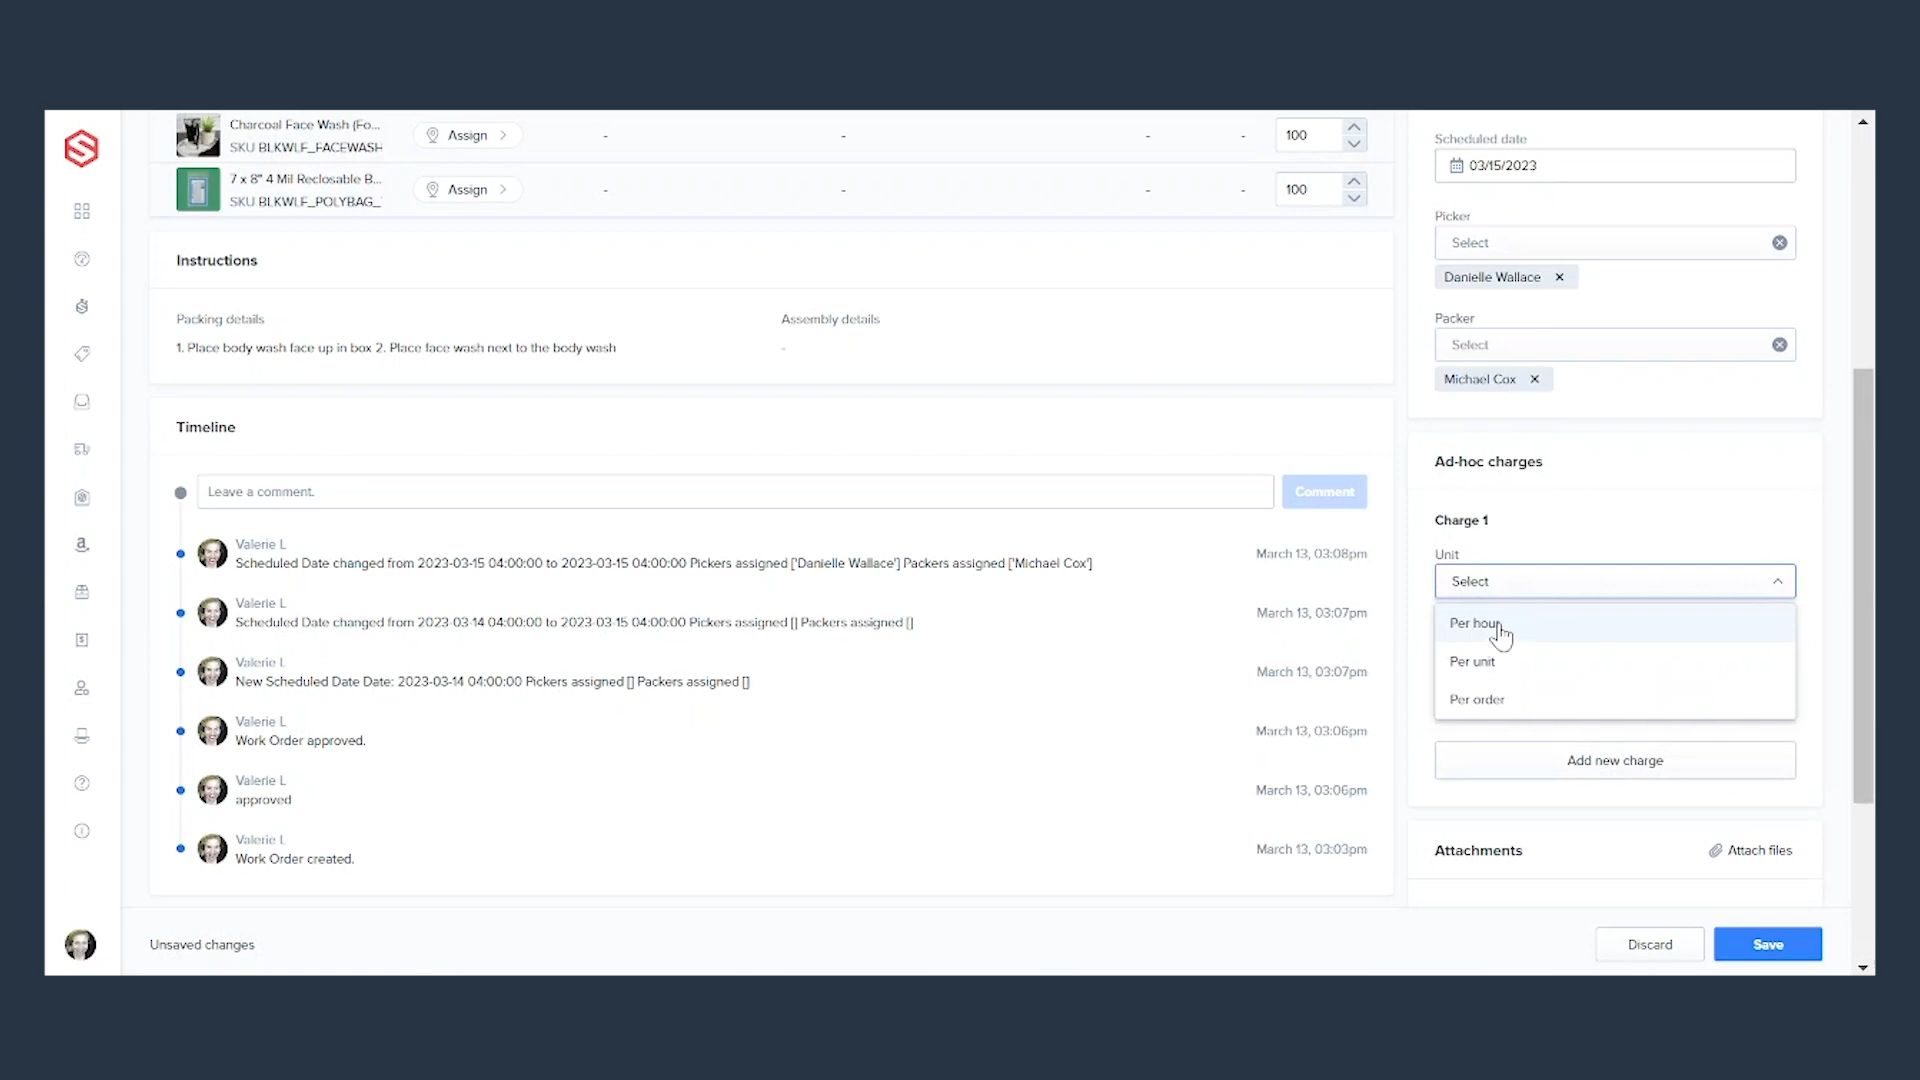 Charcoal Face Wash (Fo...
SKU BLKWLF_FACEWASH
Assign
-
-
-
-
100
7 x 8" 4 Mil Reclosable B...
SKU BLKWLF_POLYBAG_
Assign
-
-
-
-
100
Instructions
Packing details
Assembly details
1. Place body wash face up in box 2. Place face wash next to the body wash
-
Timeline
Leave a comment.
Comment
Valerie L
Scheduled Date changed from 2023-03-15 04:00:00 to 2023-03-15 04:00:00 Pickers assigned ['Danielle Wallace'] Packers assigned ['Michael Cox']
March 13, 03:08pm
Valerie L
Scheduled Date changed from 2023-03-14 04:00:00 to 2023-03-15 04:00:00 Pickers assigned [] Packers assigned []
March 13, 03:07pm
Valerie L
New Scheduled Date Date: 2023-03-14 04:00:00 Pickers assigned [] Packers assigned []
March 13, 03:07pm
Valerie L
Work Order approved.
March 13, 03:06pm
Valerie L
approved
March 13, 03:06pm
Valerie L
Work Order created.
March 13, 03:03pm
Scheduled date
03/15/2023
Picker
Select
Danielle Wallace
Packer
Select
Michael Cox
Ad-hoc charges
Charge 1
Unit
Select
Per hour
Per unit
Per order
Add new charge
Attachments
Attach files
Unsaved changes
Discard
Save